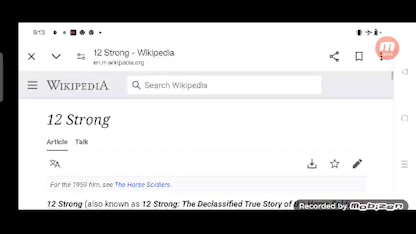 9:13
12 Strong – Wikipedia
en.m.wikipedia.org
WIKIPEDIA
Search Wikipedia
12 Strong
Article Talk
For the 1959 film, see The Horse Soldiers.
12 Strong (also known as 12 Strong: The Declassified True Story of
Recorded by Mobizen